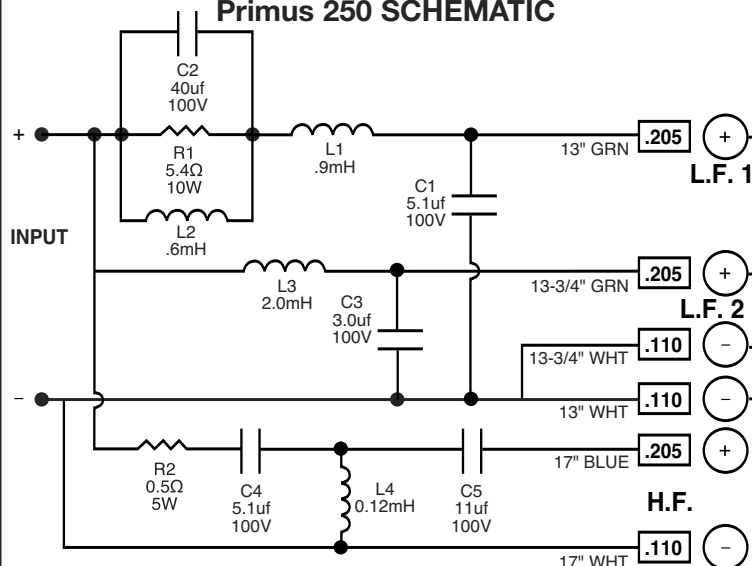 Primus 250 SCHEMATIC
C2
40uf
100V
+
R1
5.4Ω
10W
L1
.9mH
13" GRN
.205
+
L.F. 1
C1
5.1uf
100V
L2
.6mH
INPUT
L3
2.0mH
13-3/4" GRN
.205
+
L.F. 2
C3
3.0uf
100V
13-3/4" WHT
.110
−
−
13" WHT
.110
−
R2
0.5Ω
5W
C4
5.1uf
100V
L4
0.12mH
C5
11uf
100V
17" BLUE
.205
+
H.F.
17" WHT
.110
−